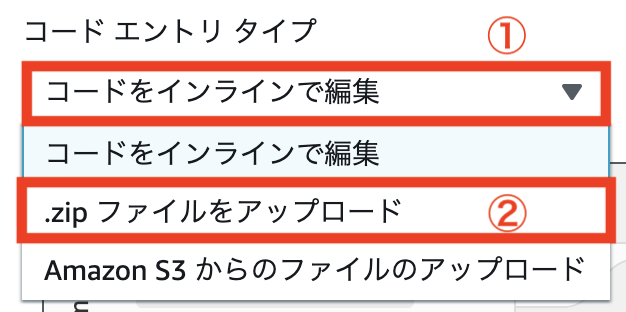 コード エントリ タイプ
①
コードをインラインで編集
コードをインラインで編集
.zip ファイルをアップロード
②
Amazon S3 からのファイルのアップロード